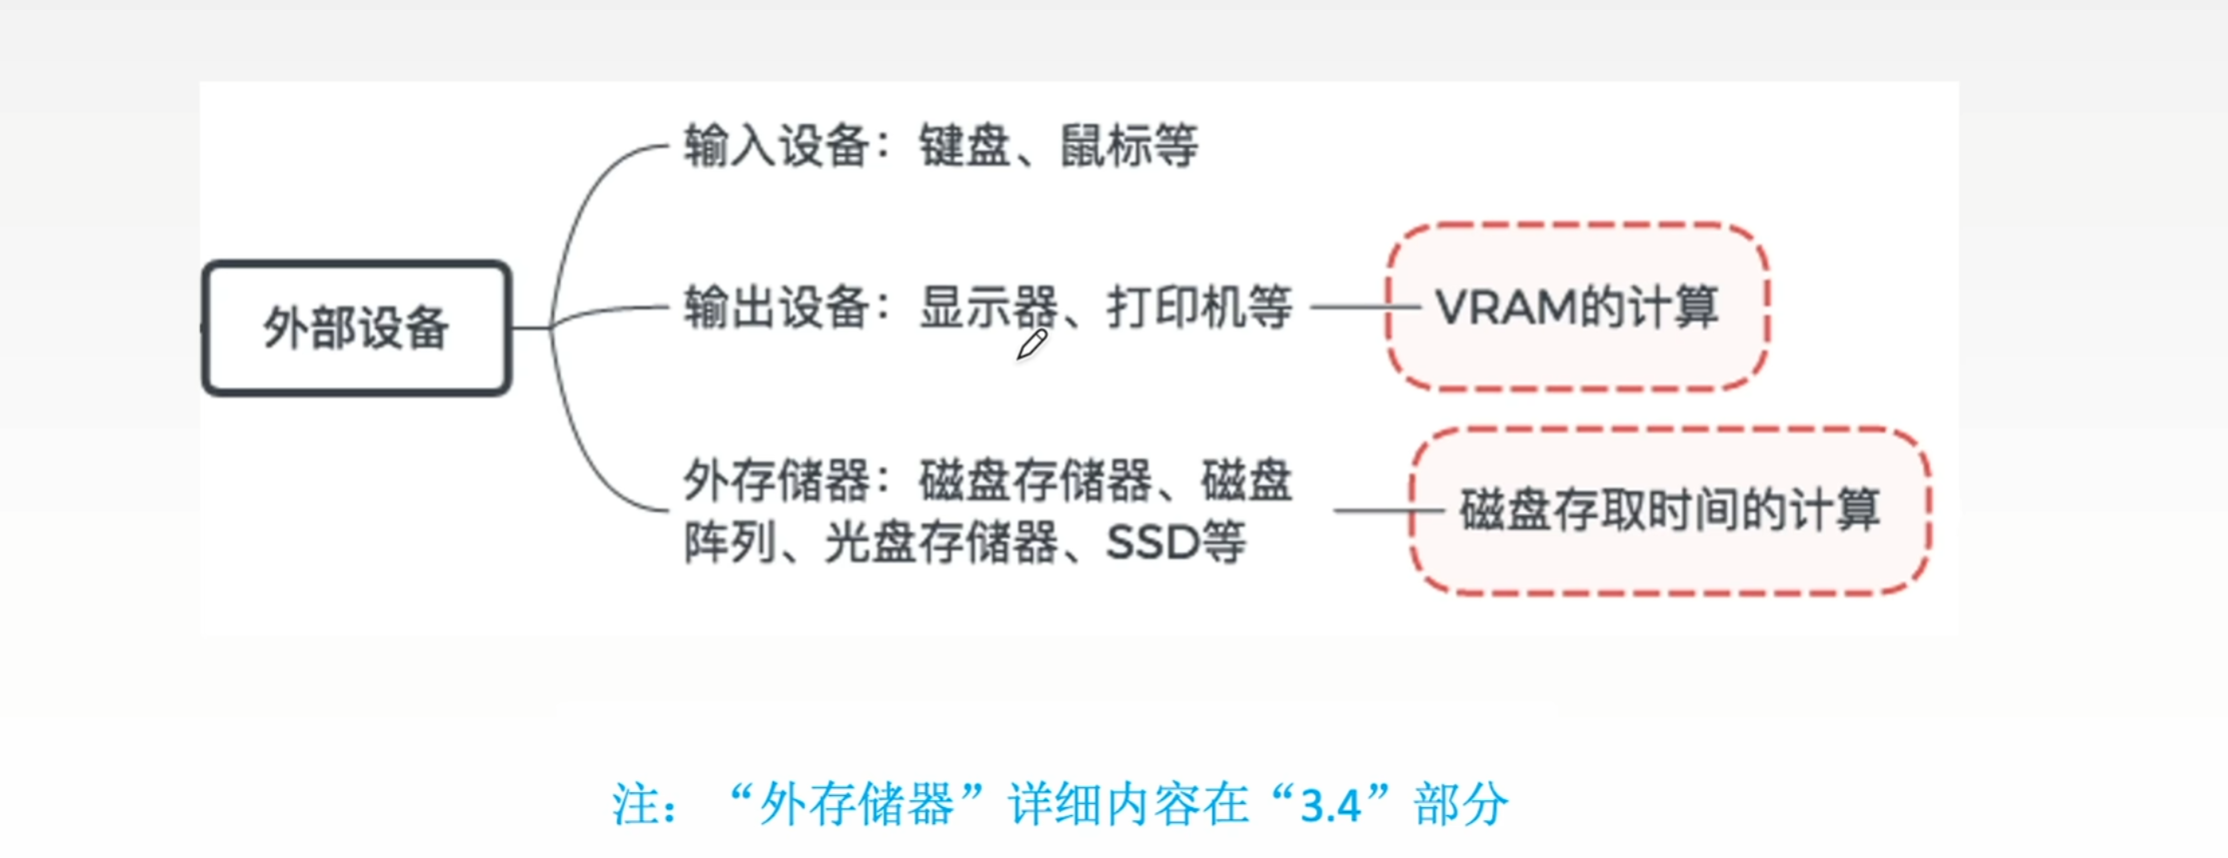 外部设备
输入设备：键盘、鼠标等
输出设备：显示器、打印机等
VRAM的计算
外存储器：磁盘存储器、磁盘
阵列、光盘存储器、SSD等
磁盘存取时间的计算
注：“外存储器”详细内容在“3.4”部分